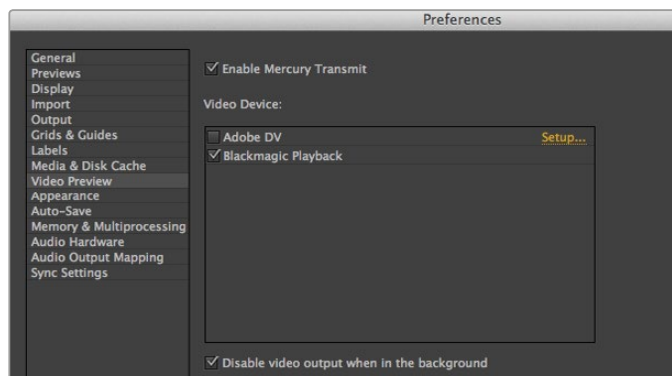 Preferences
General
Previews
Display
Import
Output
Grids & Guides
Labels
Media & Disk Cache
Video Preview
Appearance
Auto-Save
Memory & Multiprocessing
Audio Hardware
Audio Output Mapping
Sync Settings
Enable Mercury Transmit
Video Device:
Adobe DV Setup...
Blackmagic Playback
Disable video output when in the background